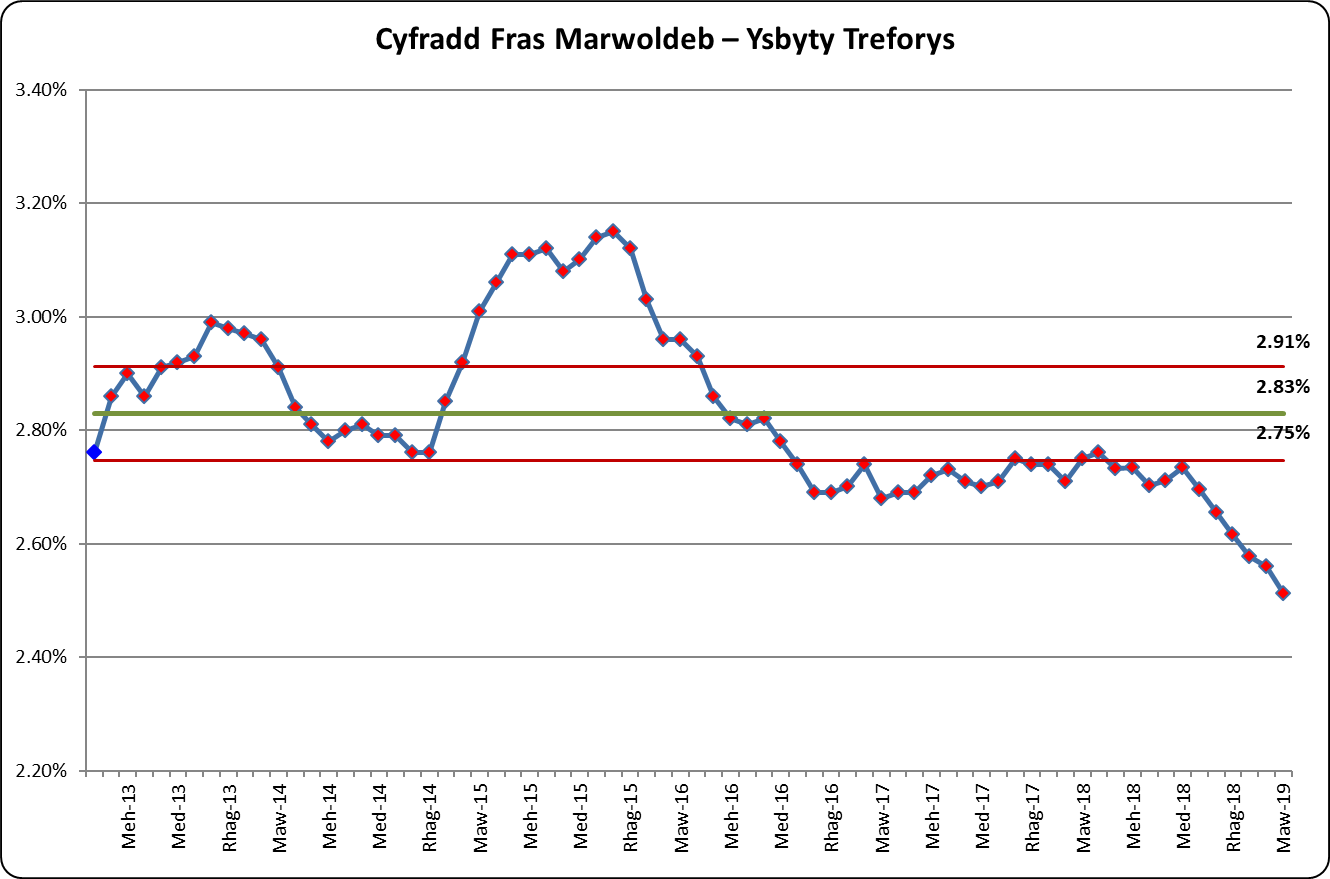 Cyfradd Fras Marwoldeb – Ysbyty Treforys
3.40%
3.20%
3.00%
2.80%
2.60%
2.40%
2.20%
2.91%
2.83%
2.75%
Meh-13
Med-13
Rhag-13
Maw-14
Meh-14
Med-14
Rhag-14
Maw-15
Meh-15
Med-15
Rhag-15
Maw-16
Meh-16
Med-16
Rhag-16
Maw-17
Meh-17
Med-17
Rhag-17
Maw-18
Meh-18
Med-18
Rhag-18
Maw-19